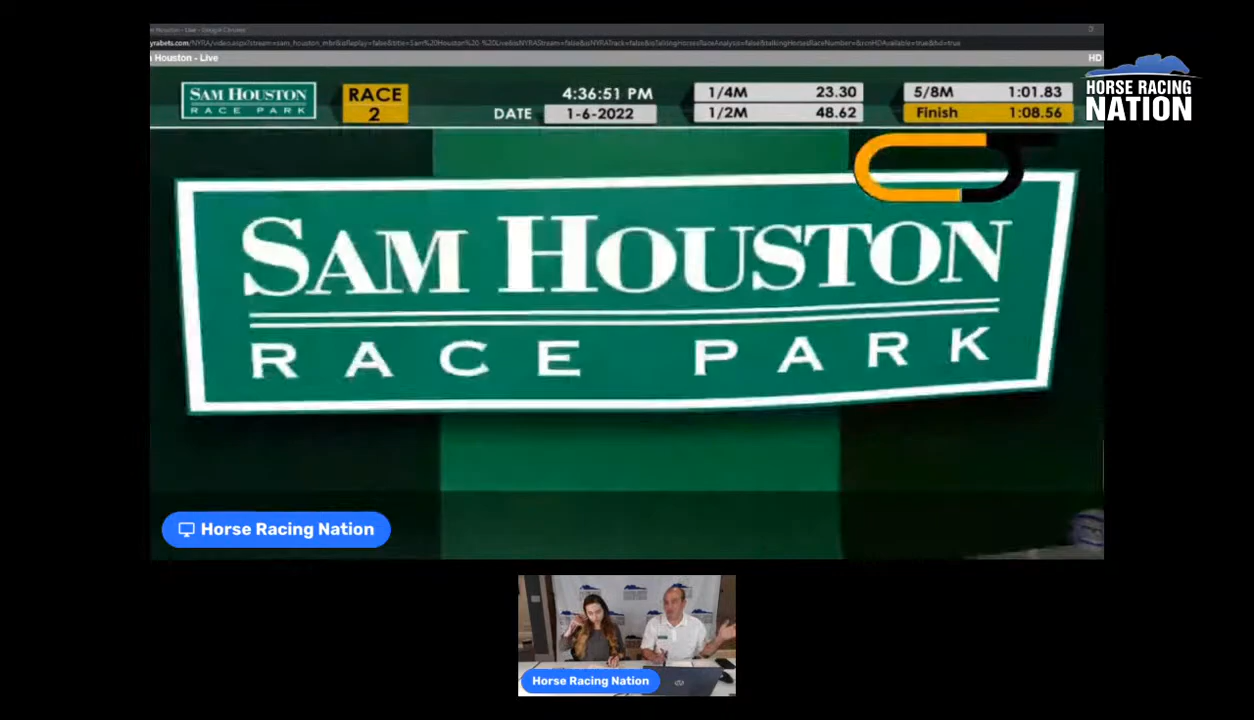 m Houston - Live
HD
SAM HOUSTON
RACE PARK
RACE
2
4:36:51 PM
DATE 1-6-2022
1/4M 23.30
1/2M 48.62
5/8M 1:01.83
Finish 1:08.56
HORSE RACING
NATION
SAM HOUSTON
RACE PARK
Horse Racing Nation
Horse Racing Nation